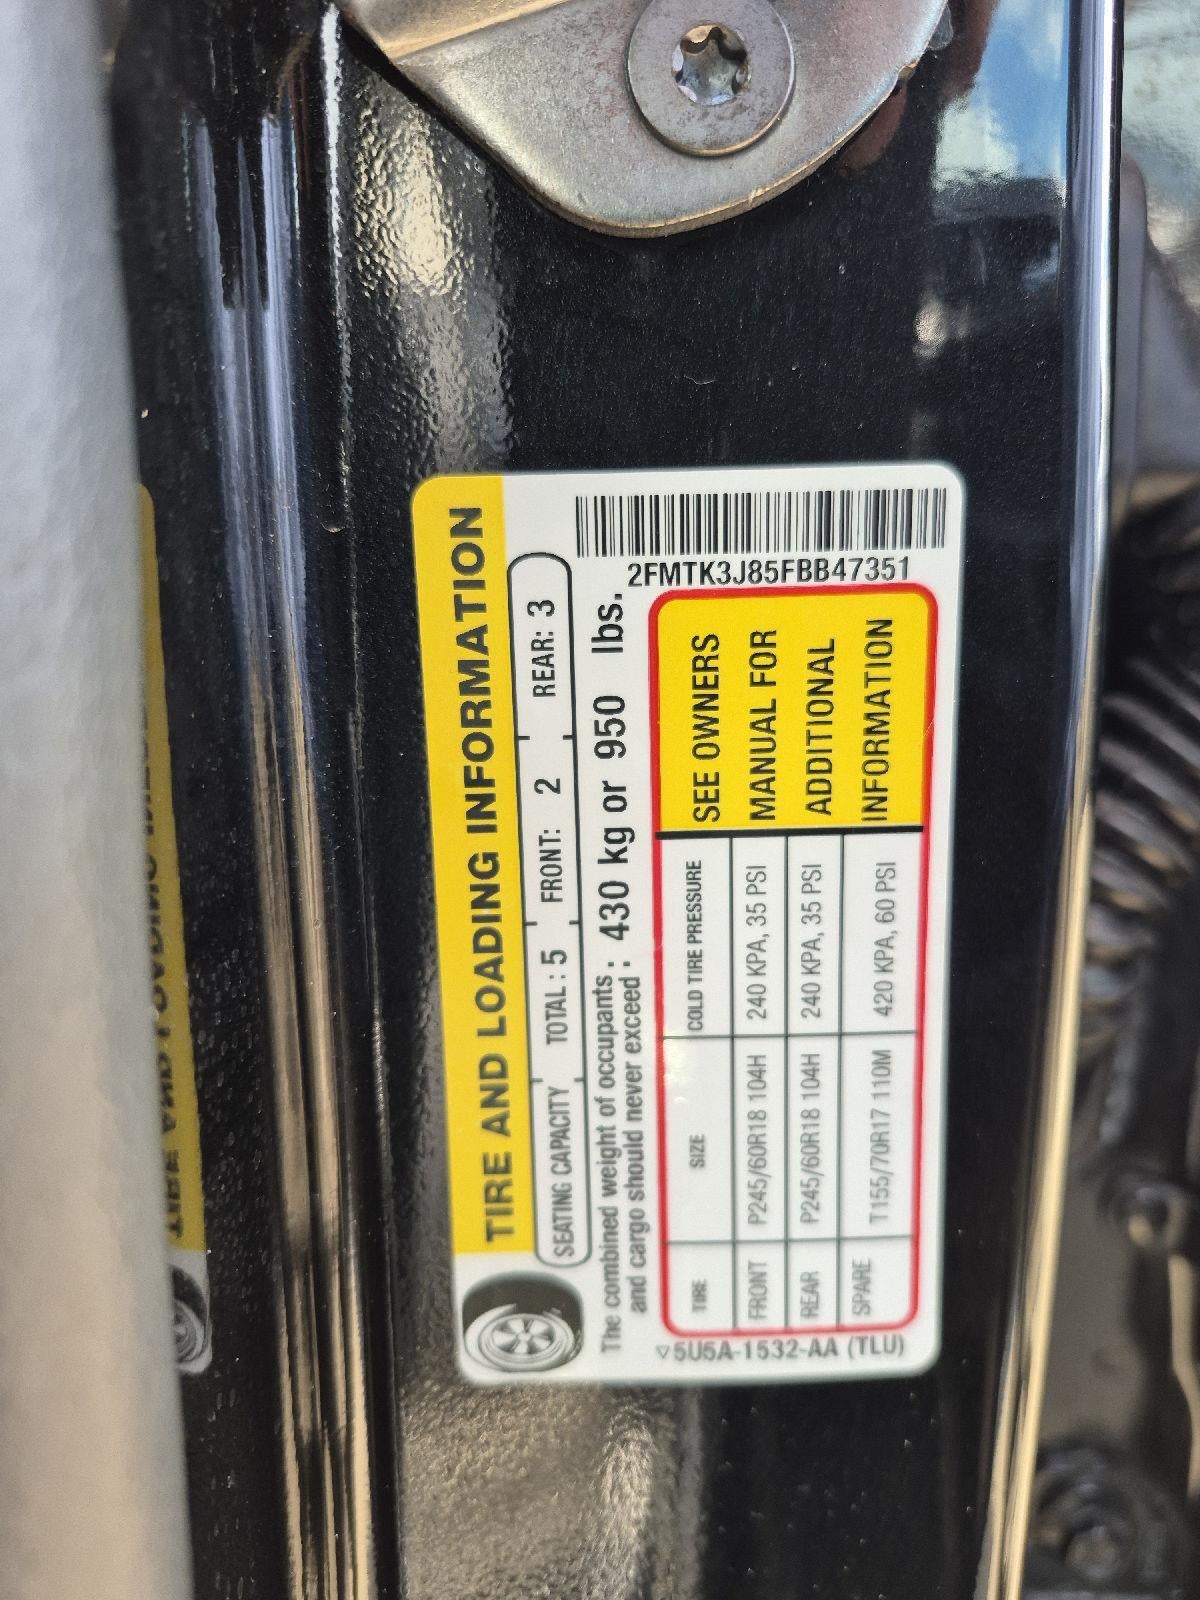 TIRE AND LOADING INFORMATION
SEATING CAPACITY TOTAL : 5 FRONT: 2 REAR: 3
The combined weight of occupants
and cargo should never exceed : 430 kg or 950 lbs.
TIRE SIZE COLD TIRE PRESSURE
FRONT P245/60R18 104H 240 KPA, 35 PSI
REAR P245/60R18 104H 240 KPA, 35 PSI
SPARE T155/70R17 110M 420 KPA, 60 PSI
SEE OWNERS
MANUAL FOR
ADDITIONAL
INFORMATION
2FMTK3J85FBB47351
▽5U5A-1532-AA (TLU)